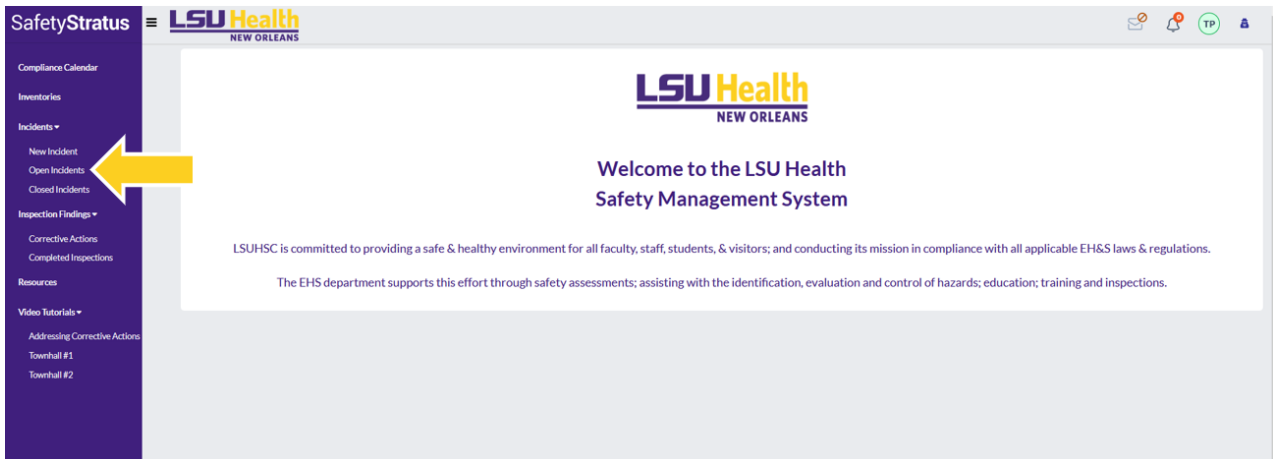 SafetyStratus
LSU Health
NEW ORLEANS
0
TP
Compliance Calendar
Inventories
Incidents
New Incident
Open Incidents
Closed Incidents
Inspection Findings
Corrective Actions
Completed Inspections
Resources
Video Tutorials
Addressing Corrective Actions
Townhall #1
Townhall #2
LSU Health
NEW ORLEANS
Welcome to the LSU Health
Safety Management System
LSUHSC is committed to providing a safe & healthy environment for all faculty, staff, students, & visitors; and conducting its mission in compliance with all applicable EH&S laws & regulations.
The EHS department supports this effort through safety assessments; assisting with the identification, evaluation and control of hazards; education; training and inspections.